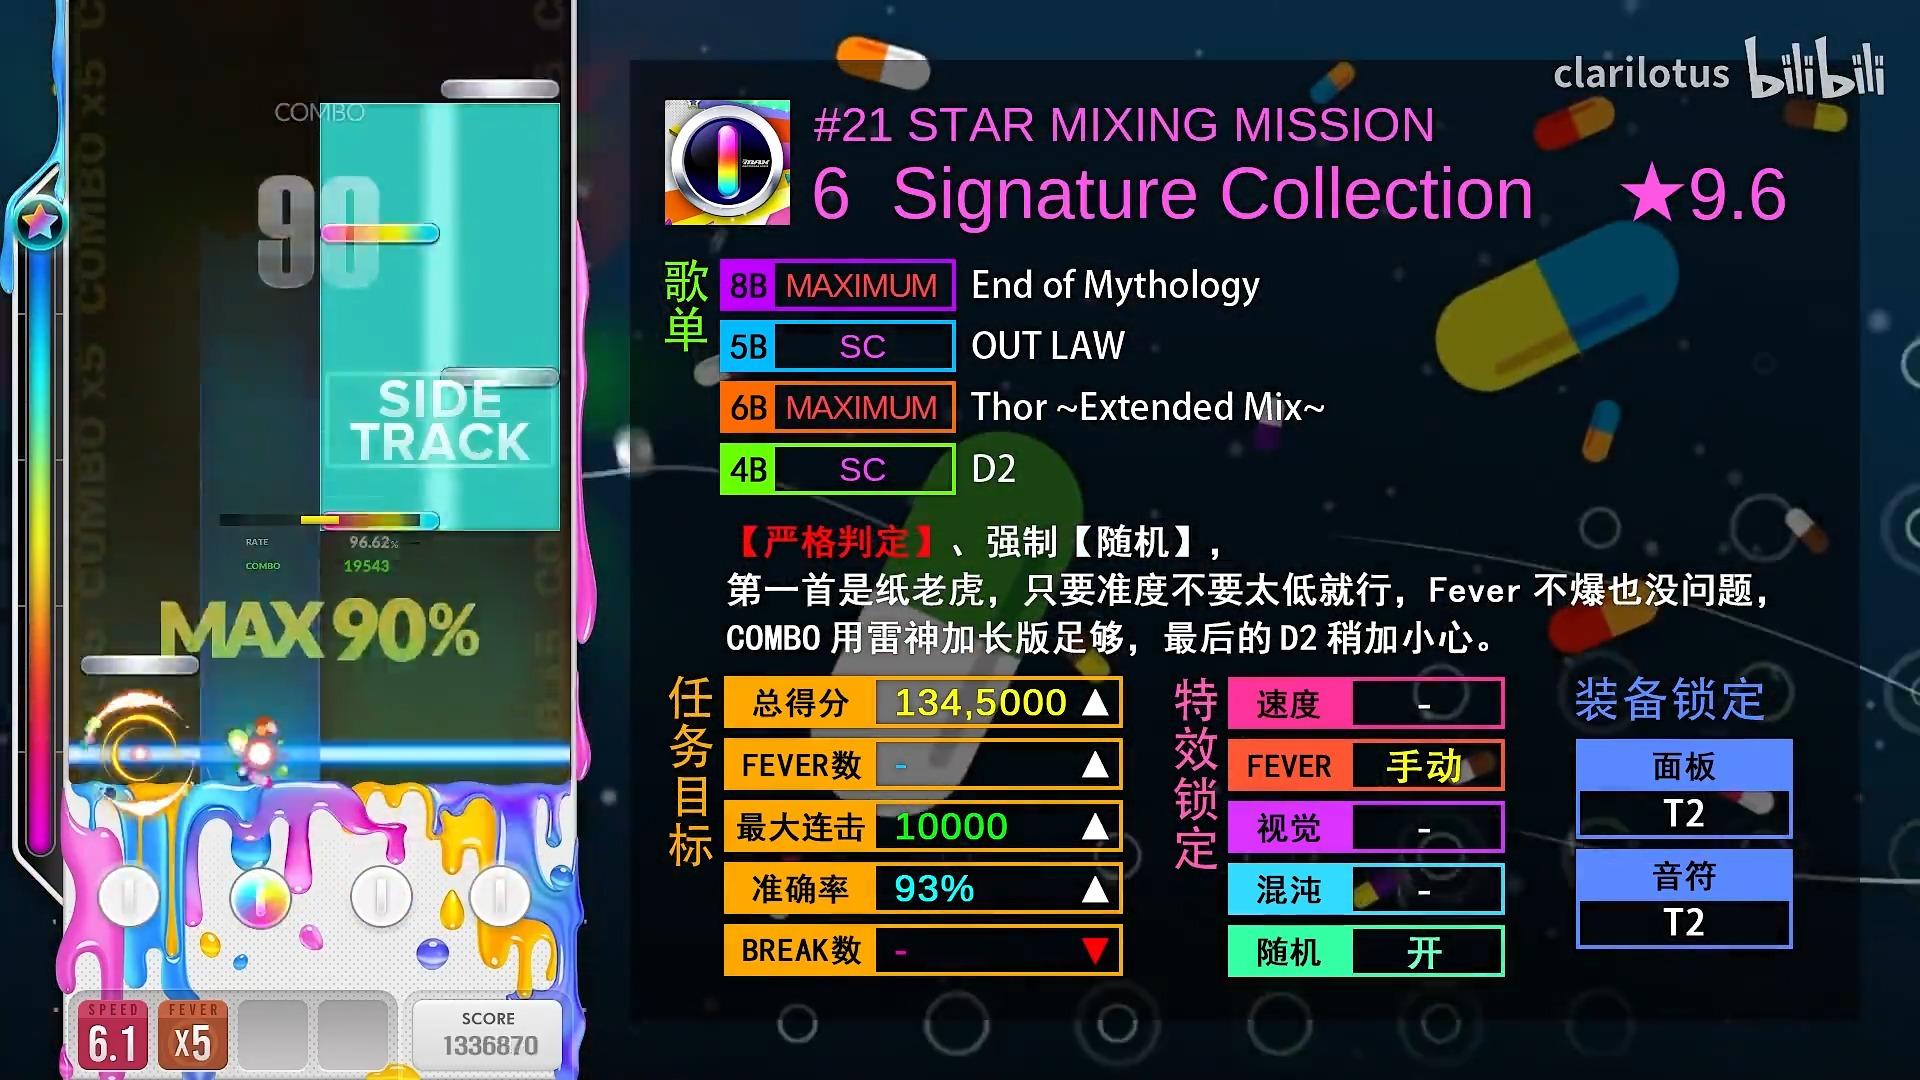 clarilotus bilibili
COMBO
90
SIDE
TRACK
RATE 96.62%
COMBO 19543
MAX 90%
SPEED
6.1
FEVER
X5
SCORE
1336870
#21 STAR MIXING MISSION
6 Signature Collection ★9.6
歌单
8B MAXIMUM End of Mythology
5B SC OUT LAW
6B MAXIMUM Thor ~Extended Mix~
4B SC D2
【严格判定】、强制【随机】,
第一首是纸老虎，只要准度不要太低就行，Fever 不爆也没问题，
COMBO 用雷神加长版足够，最后的 D2 稍加小心。
任务目标
总得分 134,5000 ▲
FEVER数 - ▲
最大连击 10000 ▲
准确率 93% ▲
BREAK数 - ▼
特效锁定
速度 -
FEVER 手动
视觉 -
混沌 -
随机 开
装备锁定
面板
T2
音符
T2